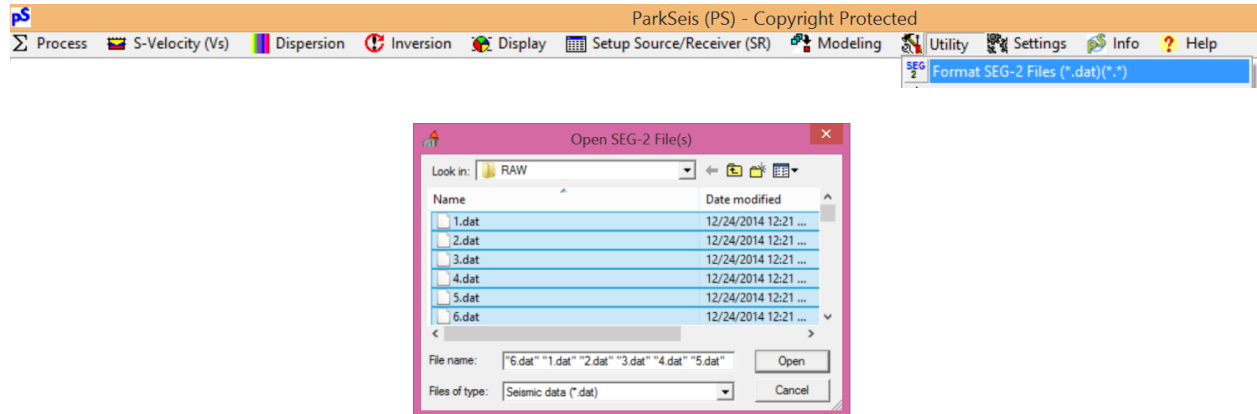 pS ParkSeis (PS) - Copyright Protected
Process S-Velocity (Vs) Dispersion Inversion Display Setup Source/Receiver (SR) Modeling Utility Settings pS Info ? Help
SEG 2 Format SEG-2 Files (*.dat)(*.*)
Open SEG-2 File(s)
Look in: RAW
Name Date modified
1.dat 12/24/2014 12:21 ...
2.dat 12/24/2014 12:21 ...
3.dat 12/24/2014 12:21 ...
4.dat 12/24/2014 12:21 ...
5.dat 12/24/2014 12:21 ...
6.dat 12/24/2014 12:21 ...
File name: "6.dat" "1.dat" "2.dat" "3.dat" "4.dat" "5.dat" Open
Files of type: Seismic data (*.dat) Cancel